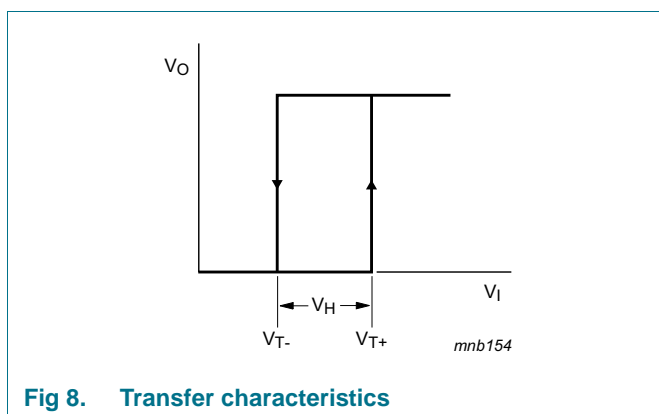 VO
VH
VI
VT-
VT+
mnb154
Fig 8. Transfer characteristics